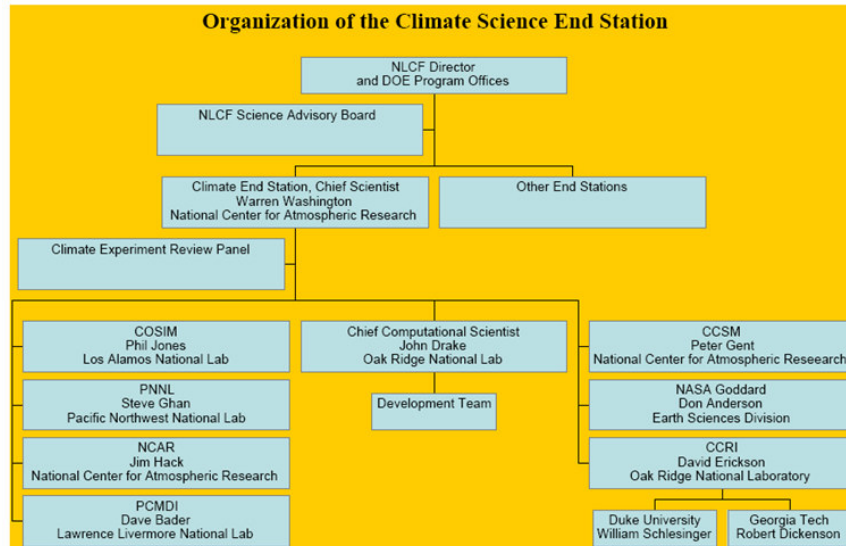 Organization of the Climate Science End Station
NLCF Director
and DOE Program Offices
NLCF Science Advisory Board
Climate End Station, Chief Scientist
Warren Washington
National Center for Atmospheric Research
Other End Stations
Climate Experiment Review Panel
COSIM
Phil Jones
Los Alamos National Lab
Chief Computational Scientist
John Drake
Oak Ridge National Lab
CCSM
Peter Gent
National Center for Atmospheric Reseearch
PNNL
Steve Ghan
Pacific Northwest National Lab
Development Team
NASA Goddard
Don Anderson
Earth Sciences Division
NCAR
Jim Hack
National Center for Atmospheric Research
CCRI
David Erickson
Oak Ridge National Laboratory
PCMDI
Dave Bader
Lawrence Livermore National Lab
Duke University
William Schlesinger
Georgia Tech
Robert Dickenson